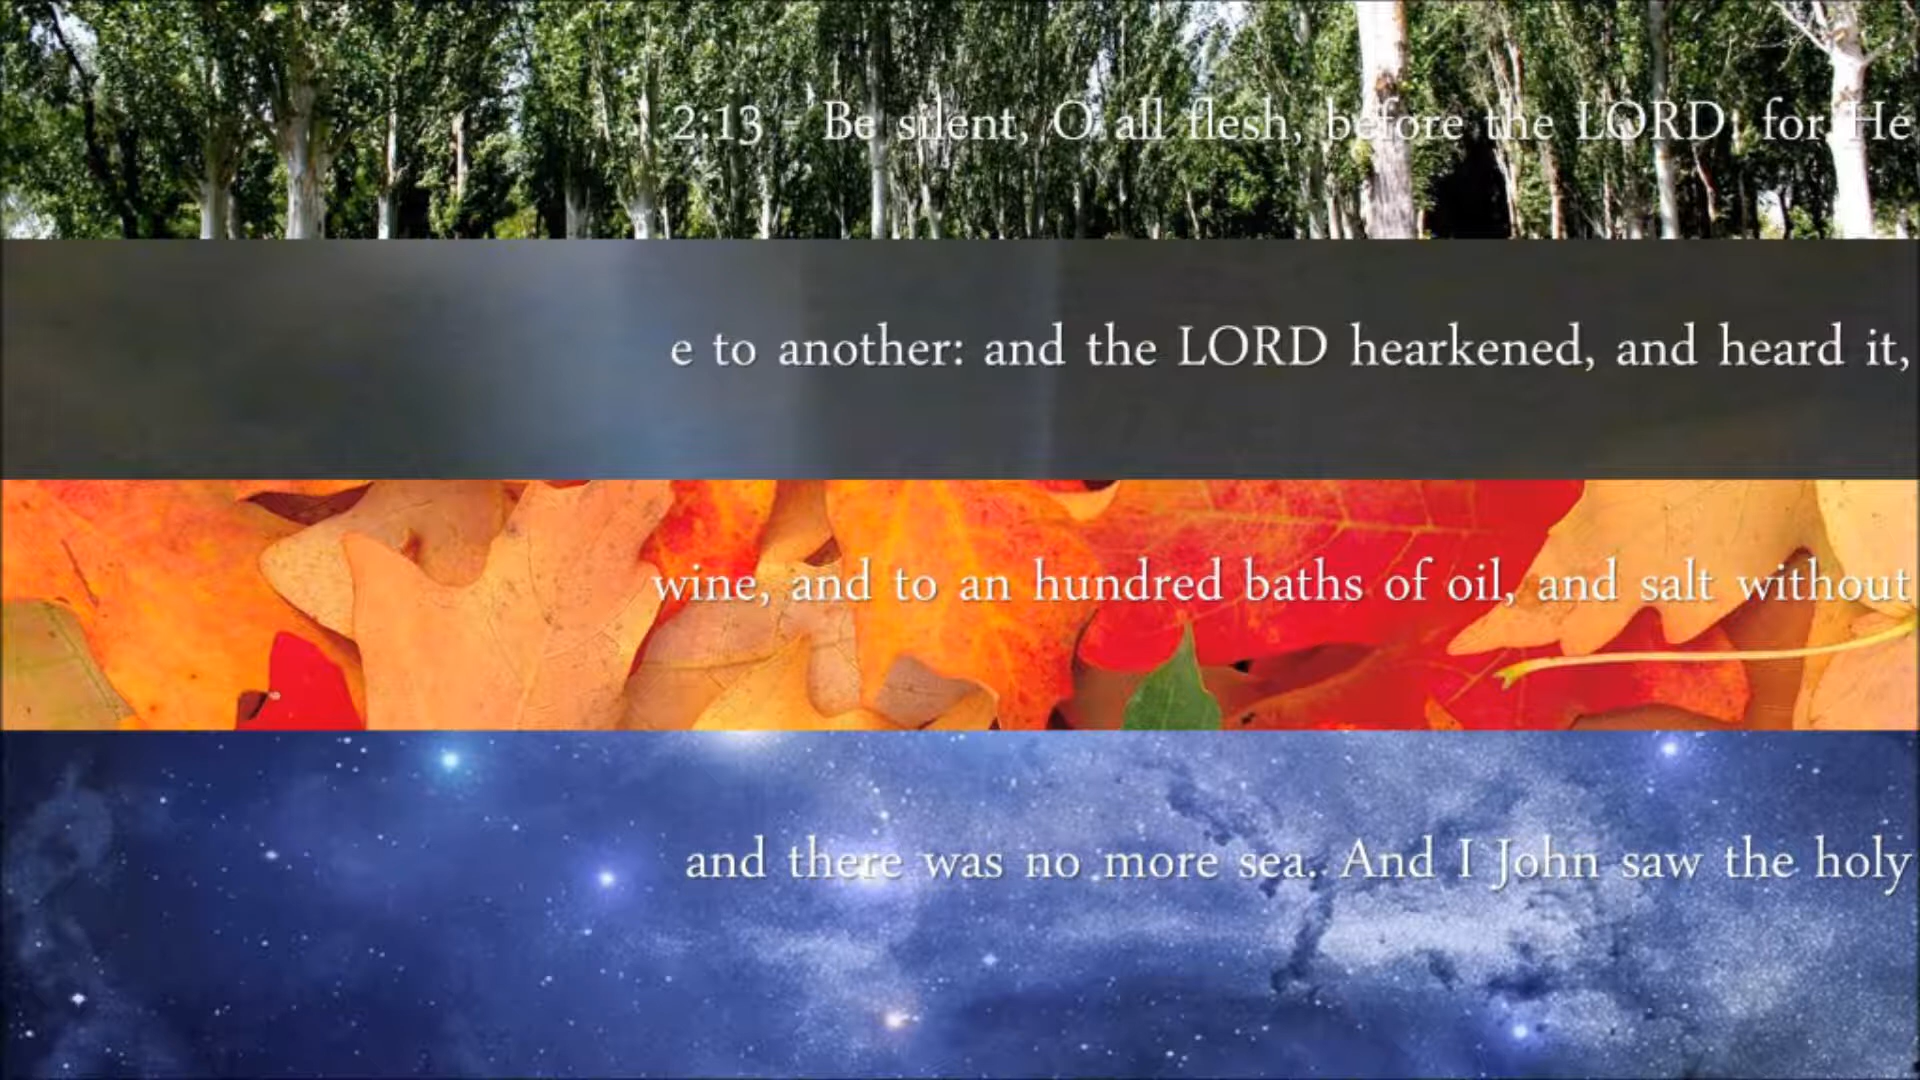 2:13 - Be silent, O all flesh, before the LORD: for He
e to another: and the LORD hearkened, and heard it,
wine, and to an hundred baths of oil, and salt without
and there was no more sea. And I John saw the holy